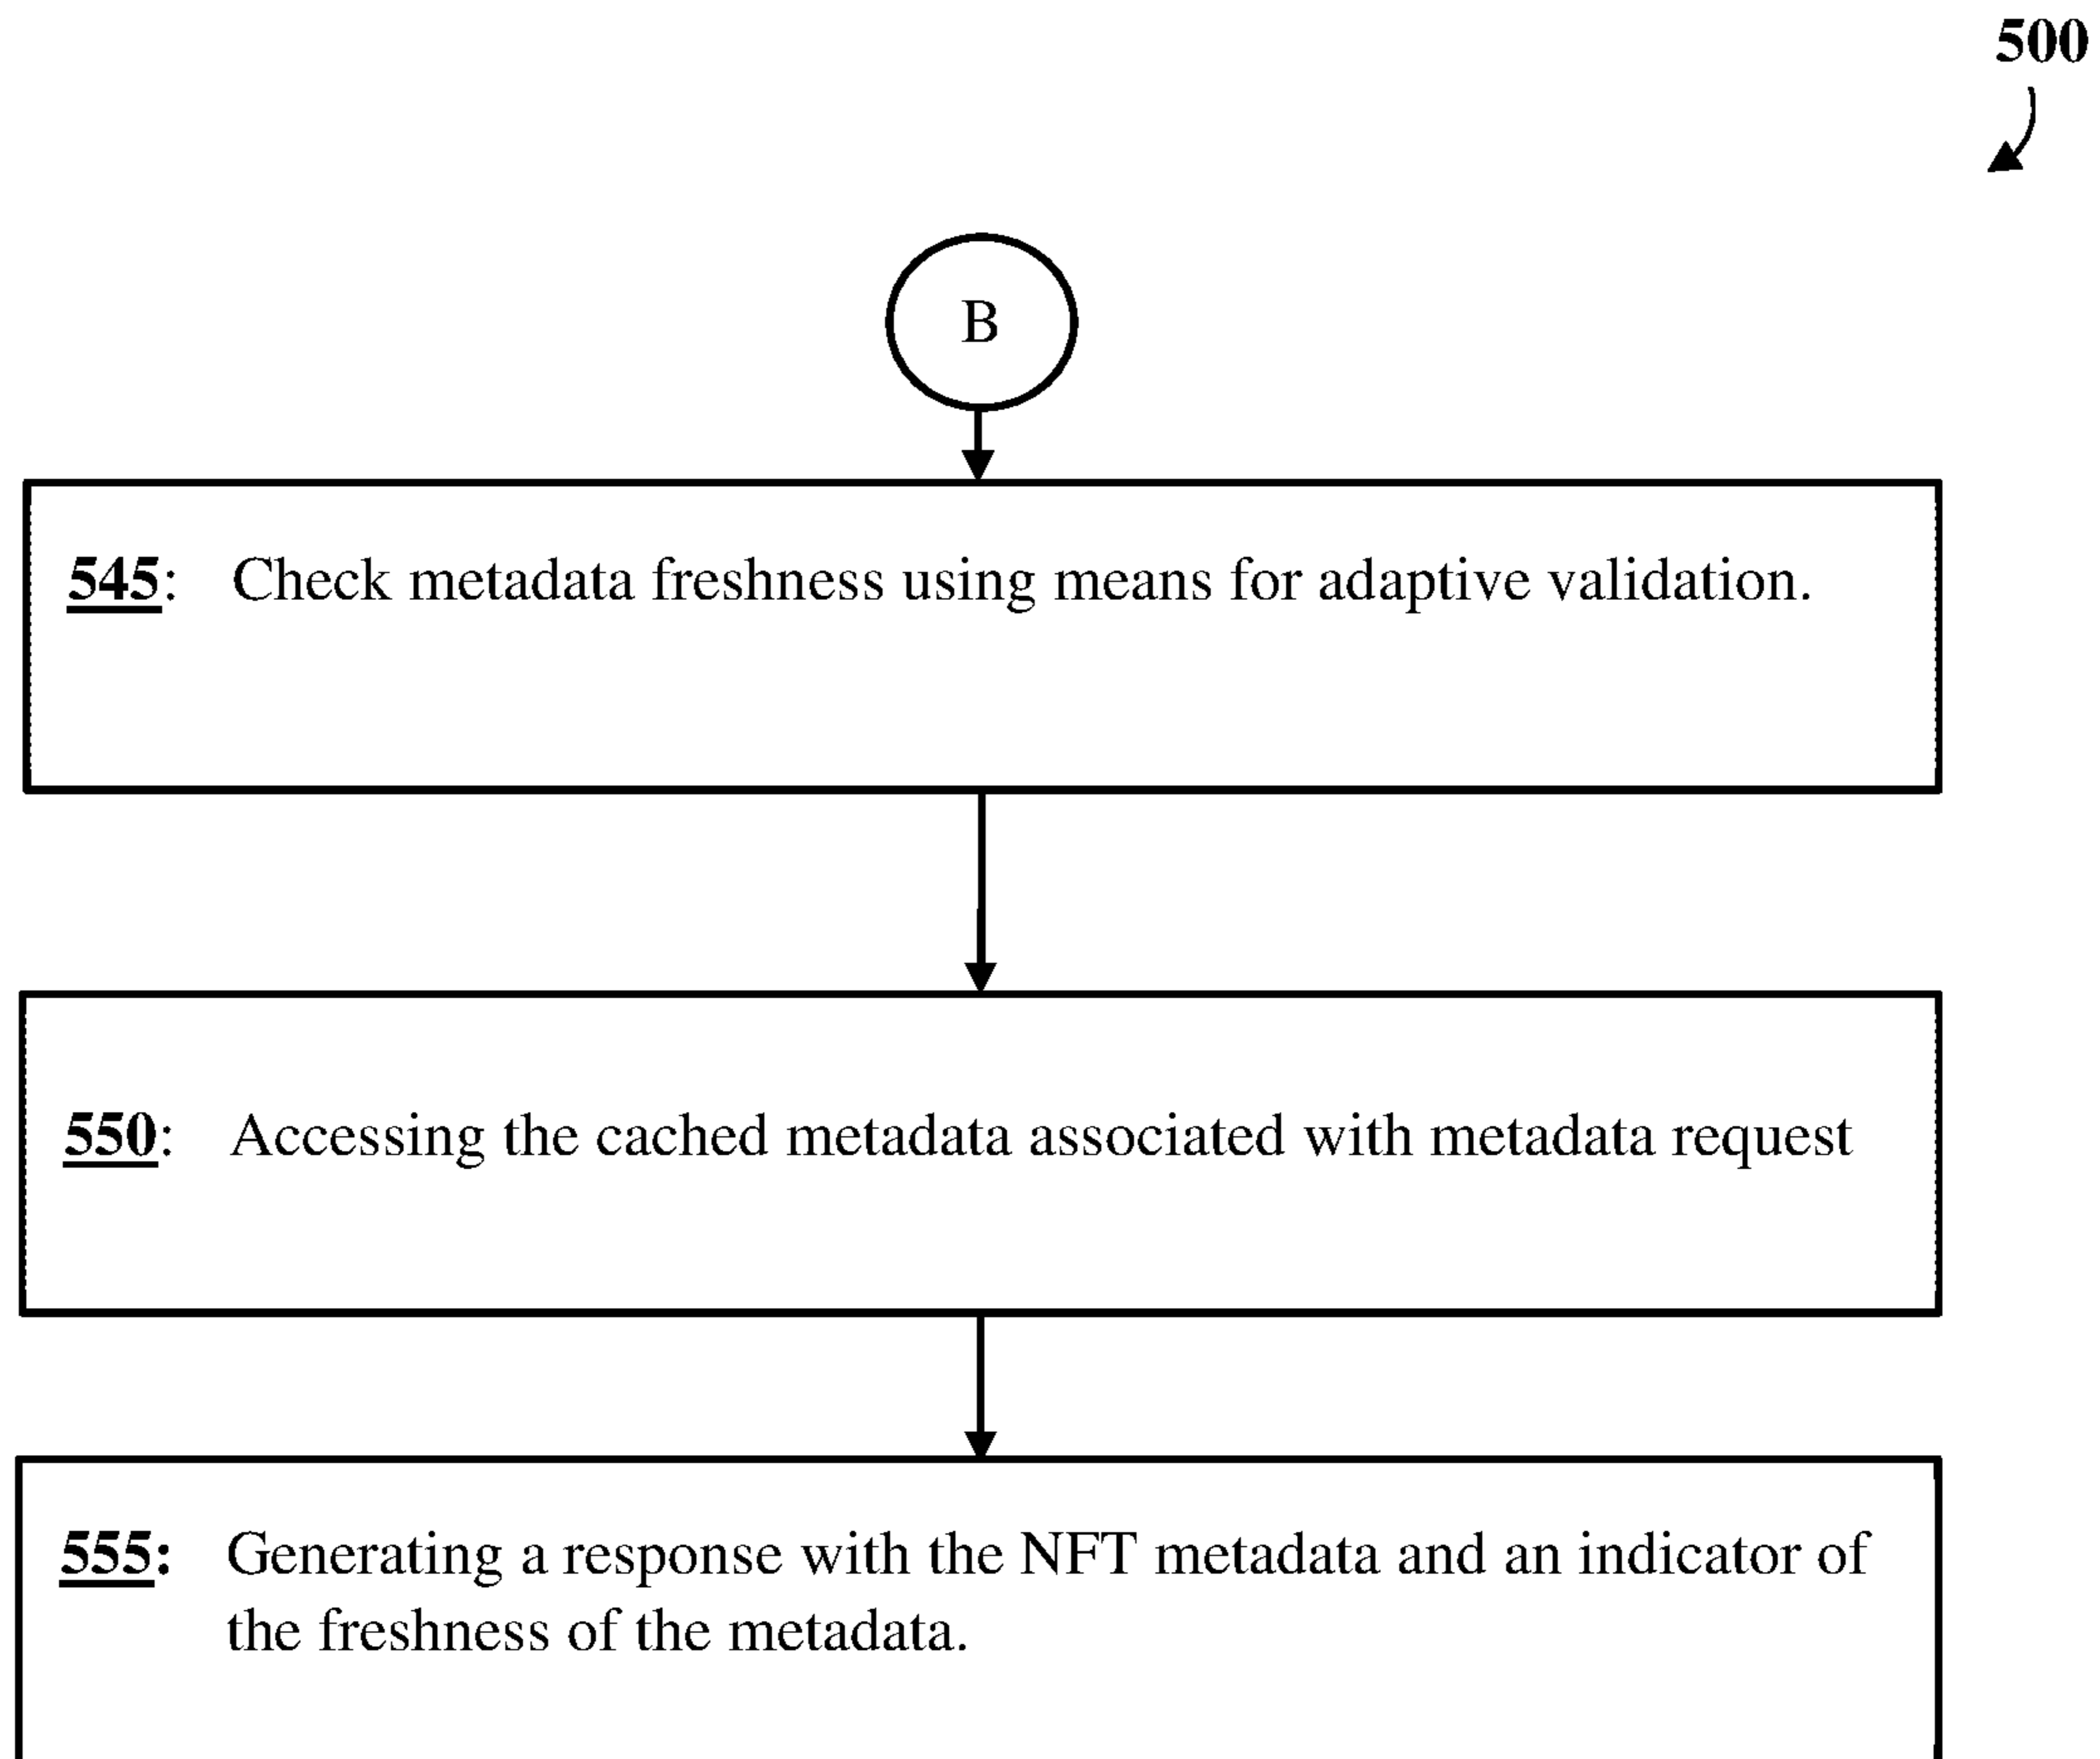 500
B
545: Check metadata freshness using means for adaptive validation.
550: Accessing the cached metadata associated with metadata request
555: Generating a response with the NFT metadata and an indicator of
the freshness of the metadata.